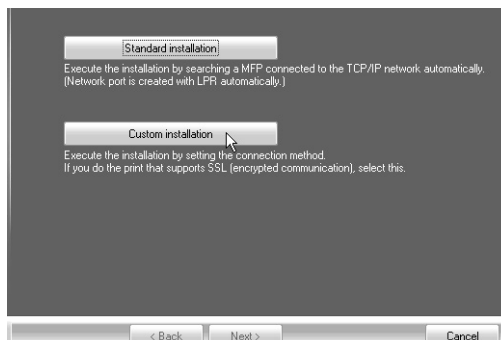 Standard installation
Execute the installation by searching a MFP connected to the TCP/IP network automatically.
(Network port is created with LPR automatically.)
Custom installation
Execute the installation by setting the connection method.
If you do the print that supports SSL (encrypted communication), select this.
< Back Next > Cancel